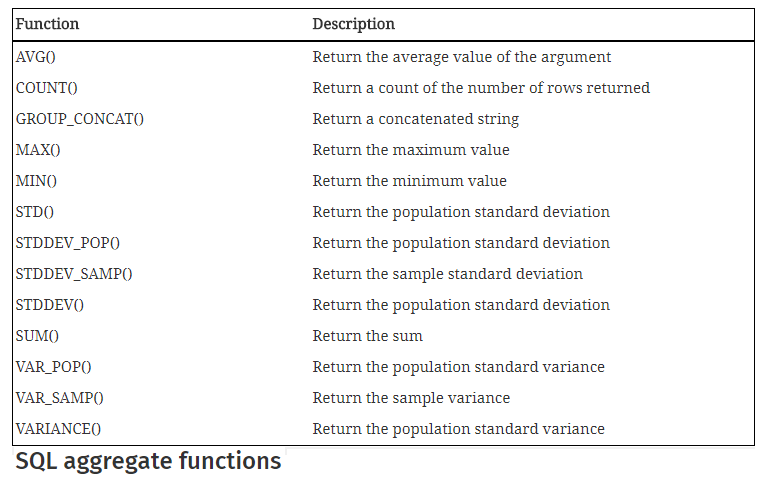 Function Description
AVG() Return the average value of the argument
COUNT() Return a count of the number of rows returned
GROUP_CONCAT() Return a concatenated string
MAX() Return the maximum value
MIN() Return the minimum value
STD() Return the population standard deviation
STDDEV_POP() Return the population standard deviation
STDDEV_SAMP() Return the sample standard deviation
STDDEV() Return the population standard deviation
SUM() Return the sum
VAR_POP() Return the population standard variance
VAR_SAMP() Return the sample variance
VARIANCE() Return the population standard variance
SQL aggregate functions